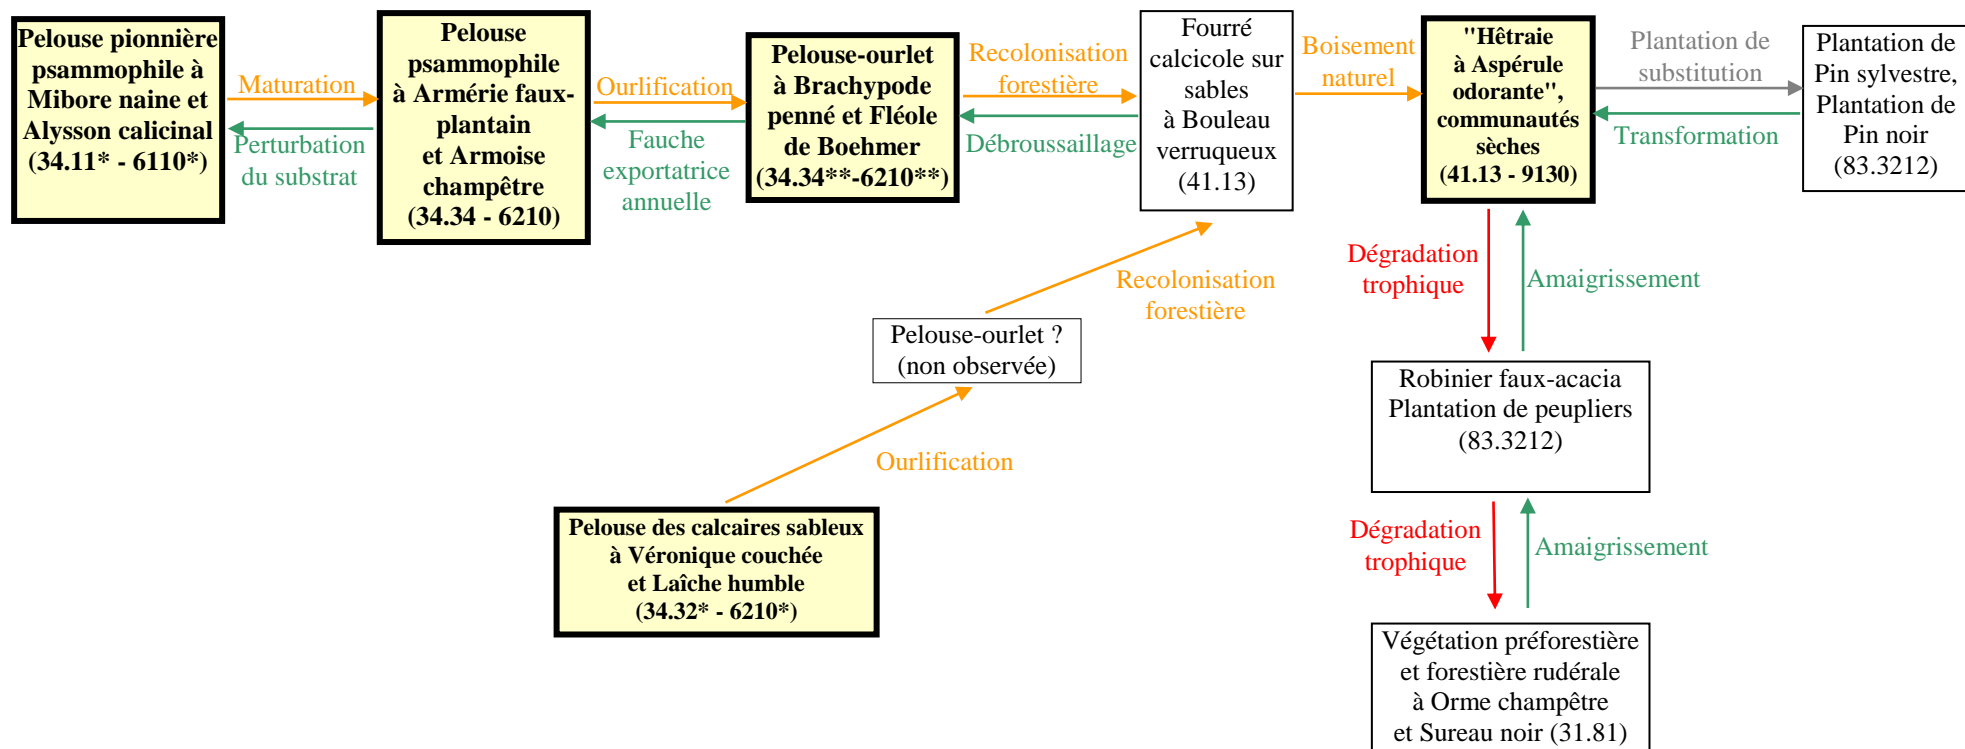 Pelouse pionnière
psammophile à
Mibore naine et
Alysson calicinal
(34.11* - 6110*)
Maturation
Perturbation
du substrat
Pelouse
psammophile
à Armérie faux-
plantain
et Armoise
champêtre
(34.34 - 6210)
Ourlification
Fauche
exportatrice
annuelle
Pelouse-ourlet
à Brachypode
penné et Fléole
de Boehmer
(34.34**-6210**)
Recolonisation
forestière
Débroussaillage
Fourré
calcicole sur
sables
à Bouleau
verruqueux
(41.13)
Boisement
naturel
"Hêtraie
à Aspérule
odorante",
communautés
sèches
(41.13 - 9130)
Plantation de
substitution
Transformation
Plantation de
Pin sylvestre,
Plantation de
Pin noir
(83.3212)
Dégradation
trophique
Amaigrissement
Recolonisation
forestière
Pelouse-ourlet ?
(non observée)
Robinier faux-acacia
Plantation de peupliers
(83.3212)
Ourlification
Pelouse des calcaires sableux
à Véronique couchée
et Laîche humble
(34.32* - 6210*)
Dégradation
trophique
Amaigrissement
Végétation préforestière
et forestière rudérale
à Orme champêtre
et Sureau noir (31.81)